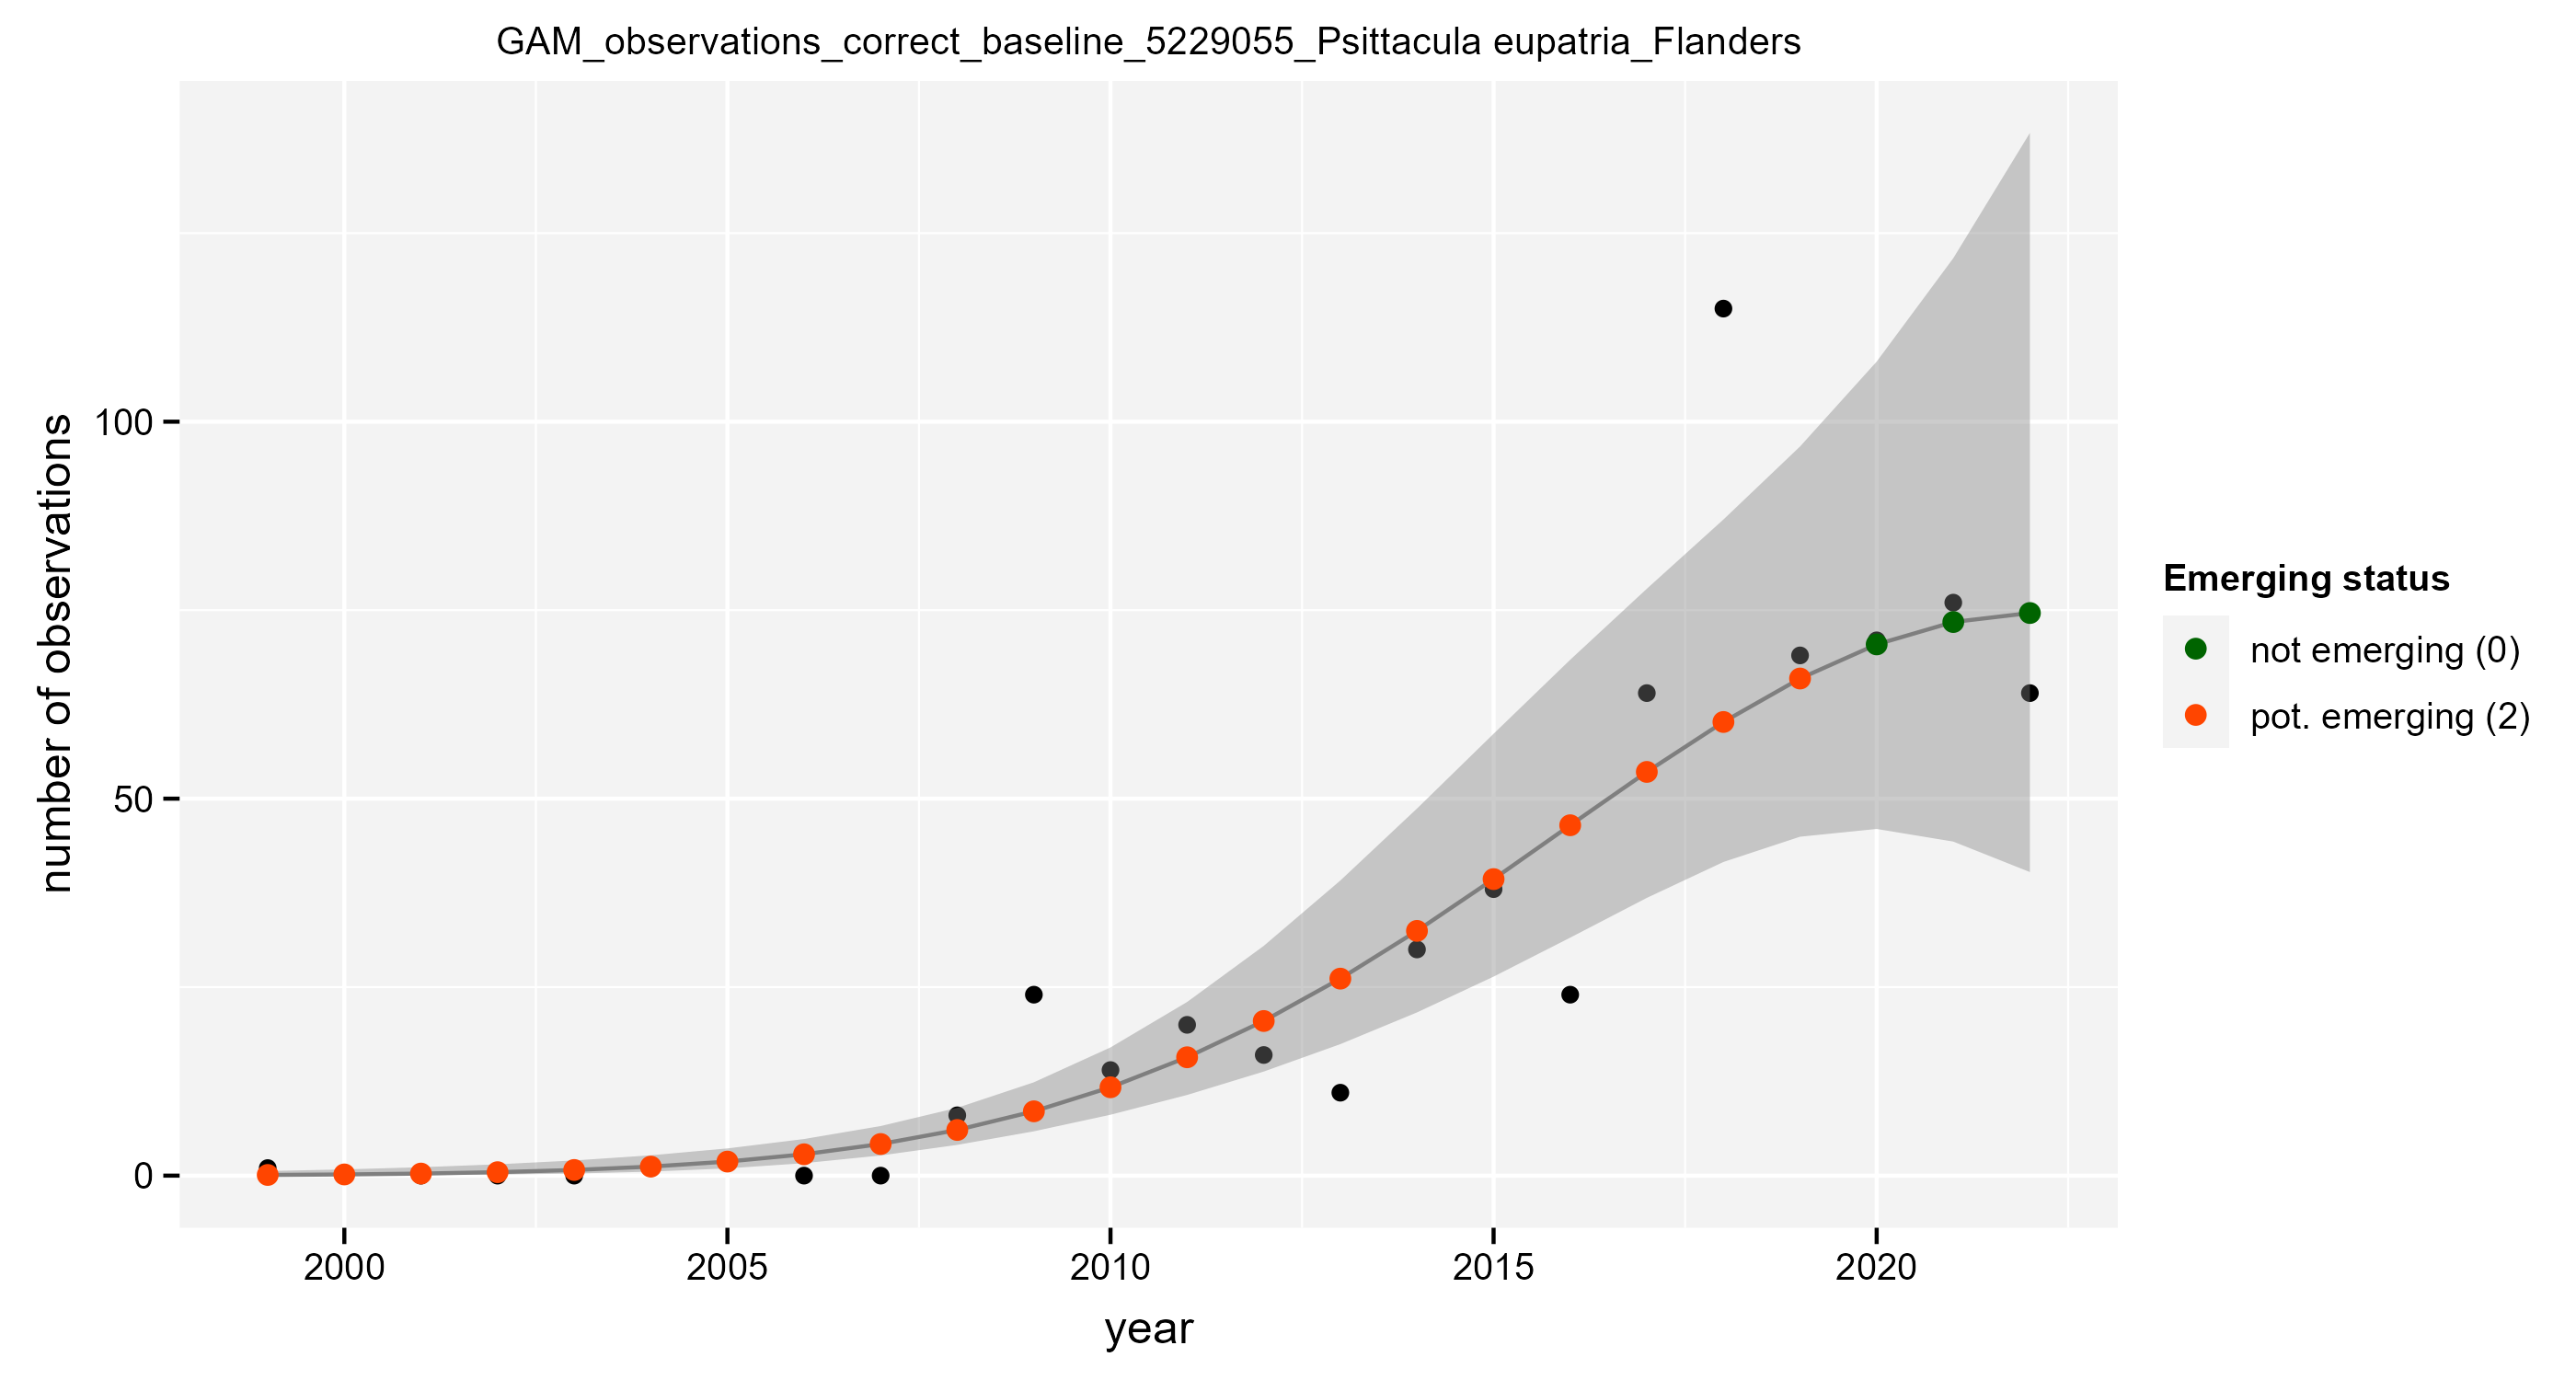 GAM_observations_correct_baseline_5229055_Psittacula eupatria_Flanders
number of observations
100
50
0
2000 2005 2010 2015 2020
year
Emerging status
not emerging (0)
pot. emerging (2)